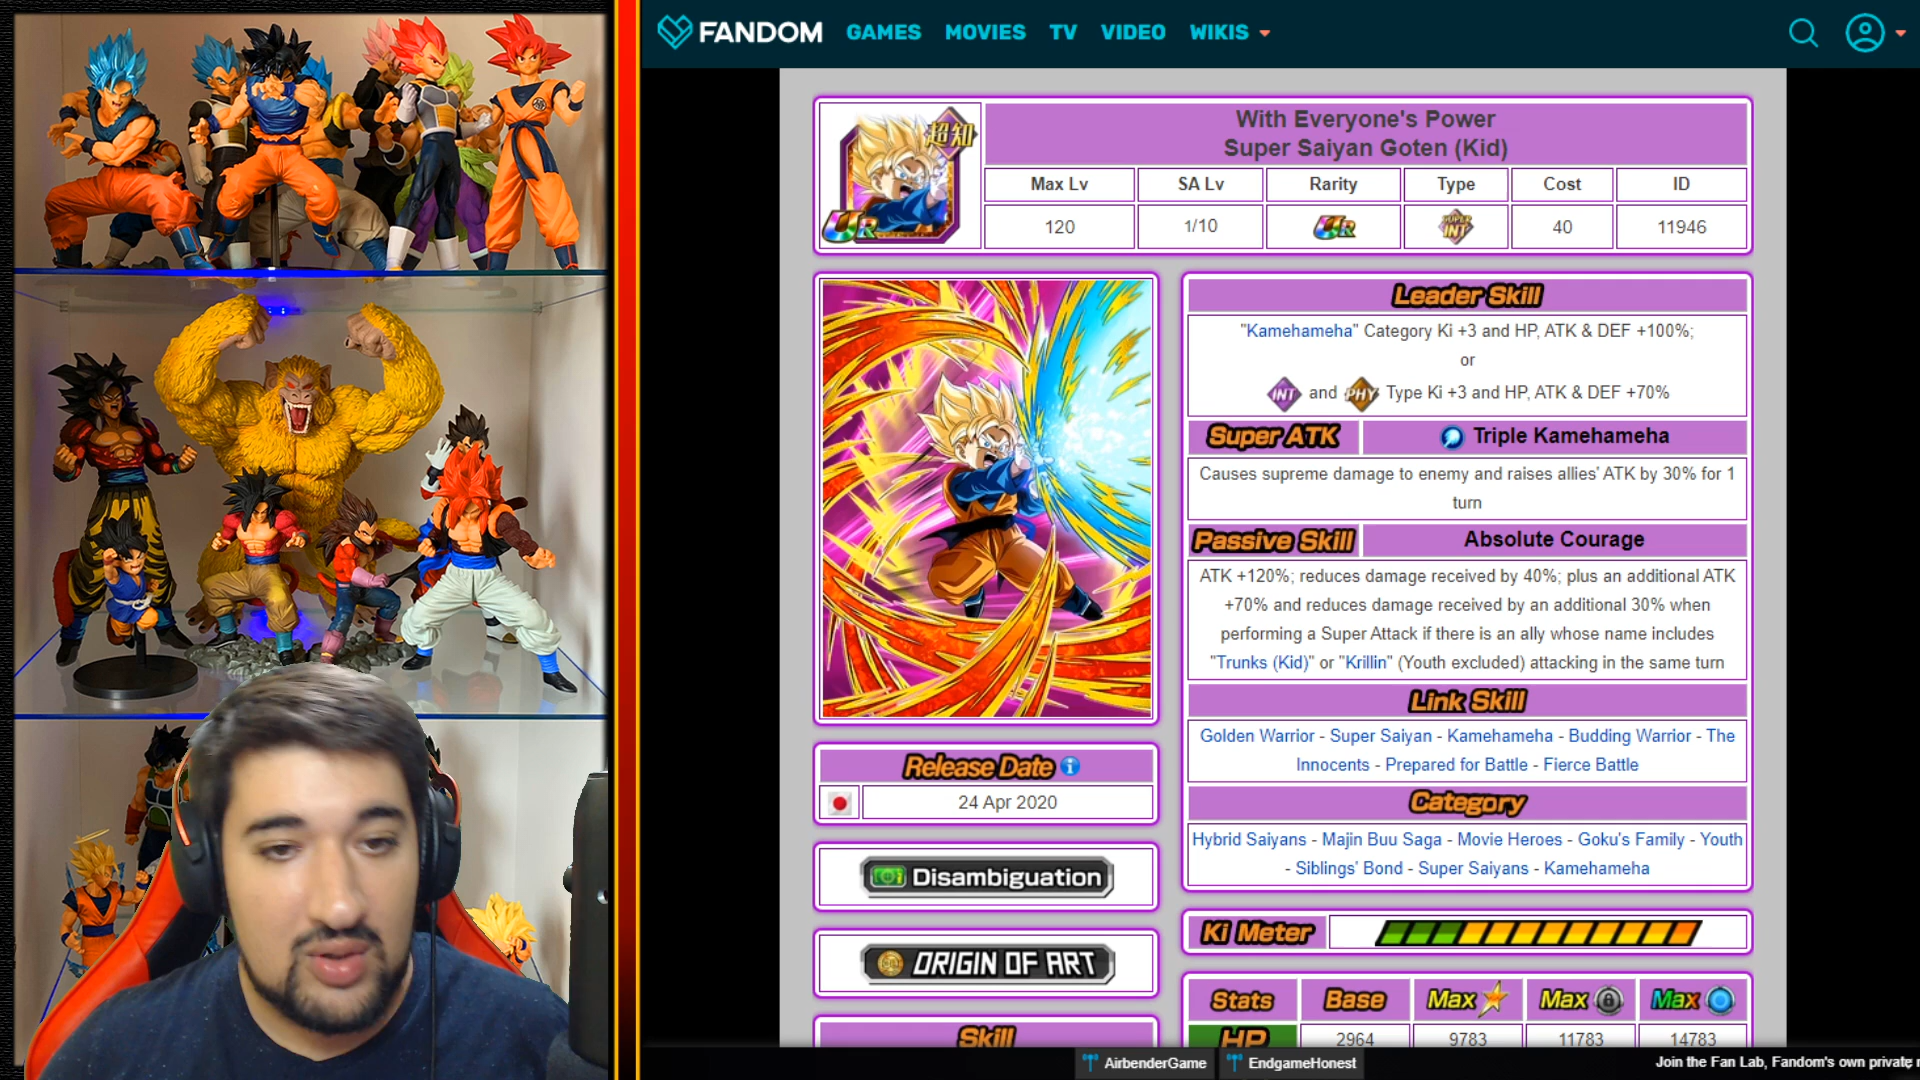 FANDOM GAMES MOVIES TV VIDEO WIKIS
With Everyone's Power
Super Saiyan Goten (Kid)
超知
UR
Max Lv SA Lv Rarity Type Cost ID
120 1/10 UR SUPER INT 40 11946
Leader Skill
"Kamehameha" Category Ki +3 and HP, ATK & DEF +100%;
or
INT and PHY Type Ki +3 and HP, ATK & DEF +70%
Super ATK Triple Kamehameha
Causes supreme damage to enemy and raises allies' ATK by 30% for 1
turn
Passive Skill Absolute Courage
ATK +120%; reduces damage received by 40%; plus an additional ATK
+70% and reduces damage received by an additional 30% when
performing a Super Attack if there is an ally whose name includes
"Trunks (Kid)" or "Krillin" (Youth excluded) attacking in the same turn
Link Skill
Golden Warrior - Super Saiyan - Kamehameha - Budding Warrior - The
Innocents - Prepared for Battle - Fierce Battle
Category
Hybrid Saiyans - Majin Buu Saga - Movie Heroes - Goku's Family - Youth
- Siblings' Bond - Super Saiyans - Kamehameha
Ki Meter
Stats Base Max Max Max
HP 2964 9783 11783 14783
Release Date
24 Apr 2020
Disambiguation
ORIGIN OF ART
Skill
AirbenderGame EndgameHonest Join the Fan Lab, Fandom's own private